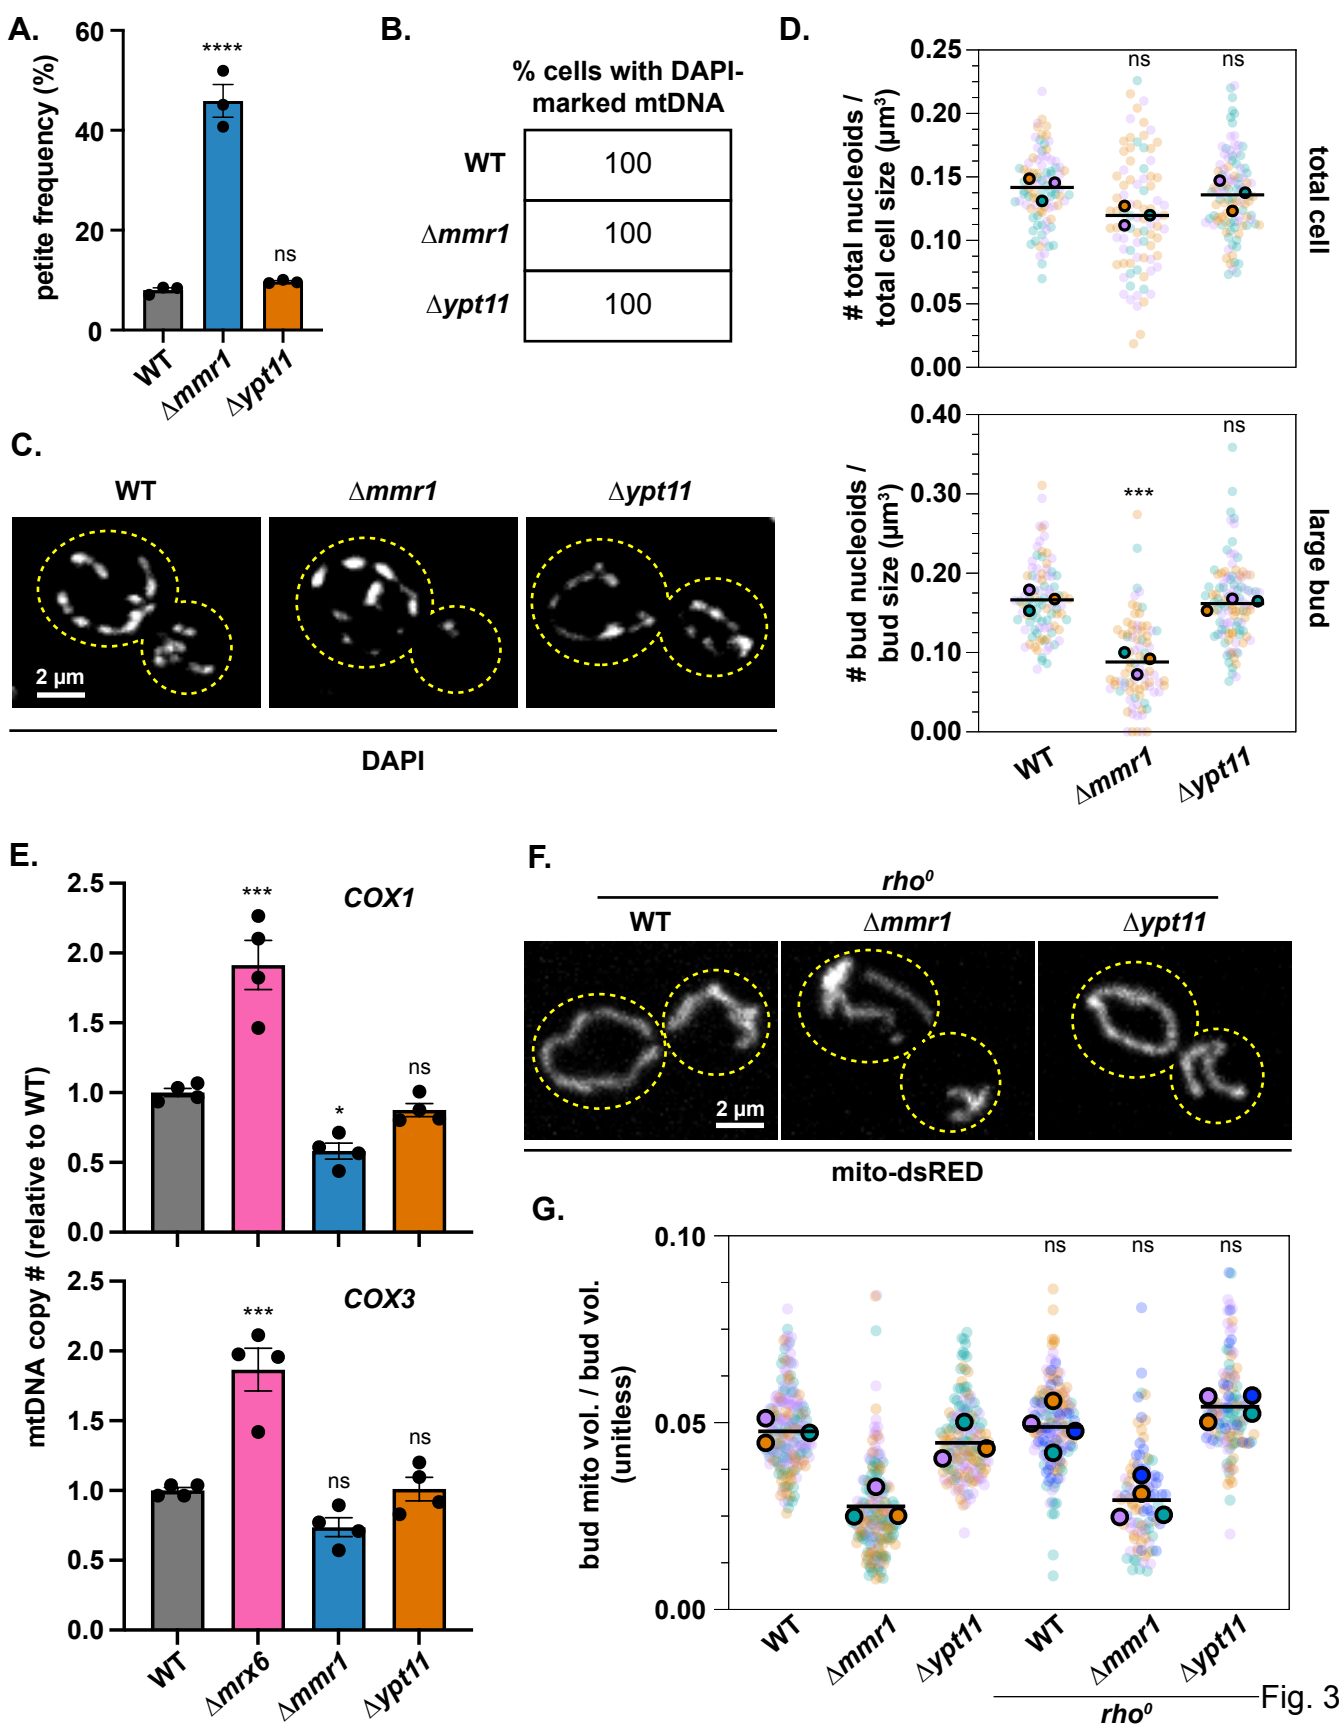 A.
petite frequency (%)
60
40
20
0
****
ns
WT
Δmmr1
Δypt11
B.
% cells with DAPI-
marked mtDNA
WT 100
Δmmr1 100
Δypt11 100
C.
WT Δmmr1 Δypt11
2 µm
DAPI
D.
# total nucleoids /
total cell size (µm³)
0.25
0.20
0.15
0.10
0.05
0.00
ns ns
total cell
# bud nucleoids /
bud size (µm³)
0.40
0.30
0.20
0.10
0.00
***
ns
large bud
WT
Δmmr1
Δypt11
E.
mtDNA copy # (relative to WT)
COX1
2.5
2.0
1.5
1.0
0.5
0.0
***
*
ns
COX3
2.5
2.0
1.5
1.0
0.5
0.0
***
ns
ns
WT
Δmrx6
Δmmr1
Δypt11
F.
rho⁰
WT Δmmr1 Δypt11
2 µm
mito-dsRED
G.
bud mito vol. / bud vol.
(unitless)
0.10
0.05
0.00
ns ns ns
WT
Δmmr1
Δypt11
WT
Δmmr1
Δypt11
rho⁰
Fig. 3